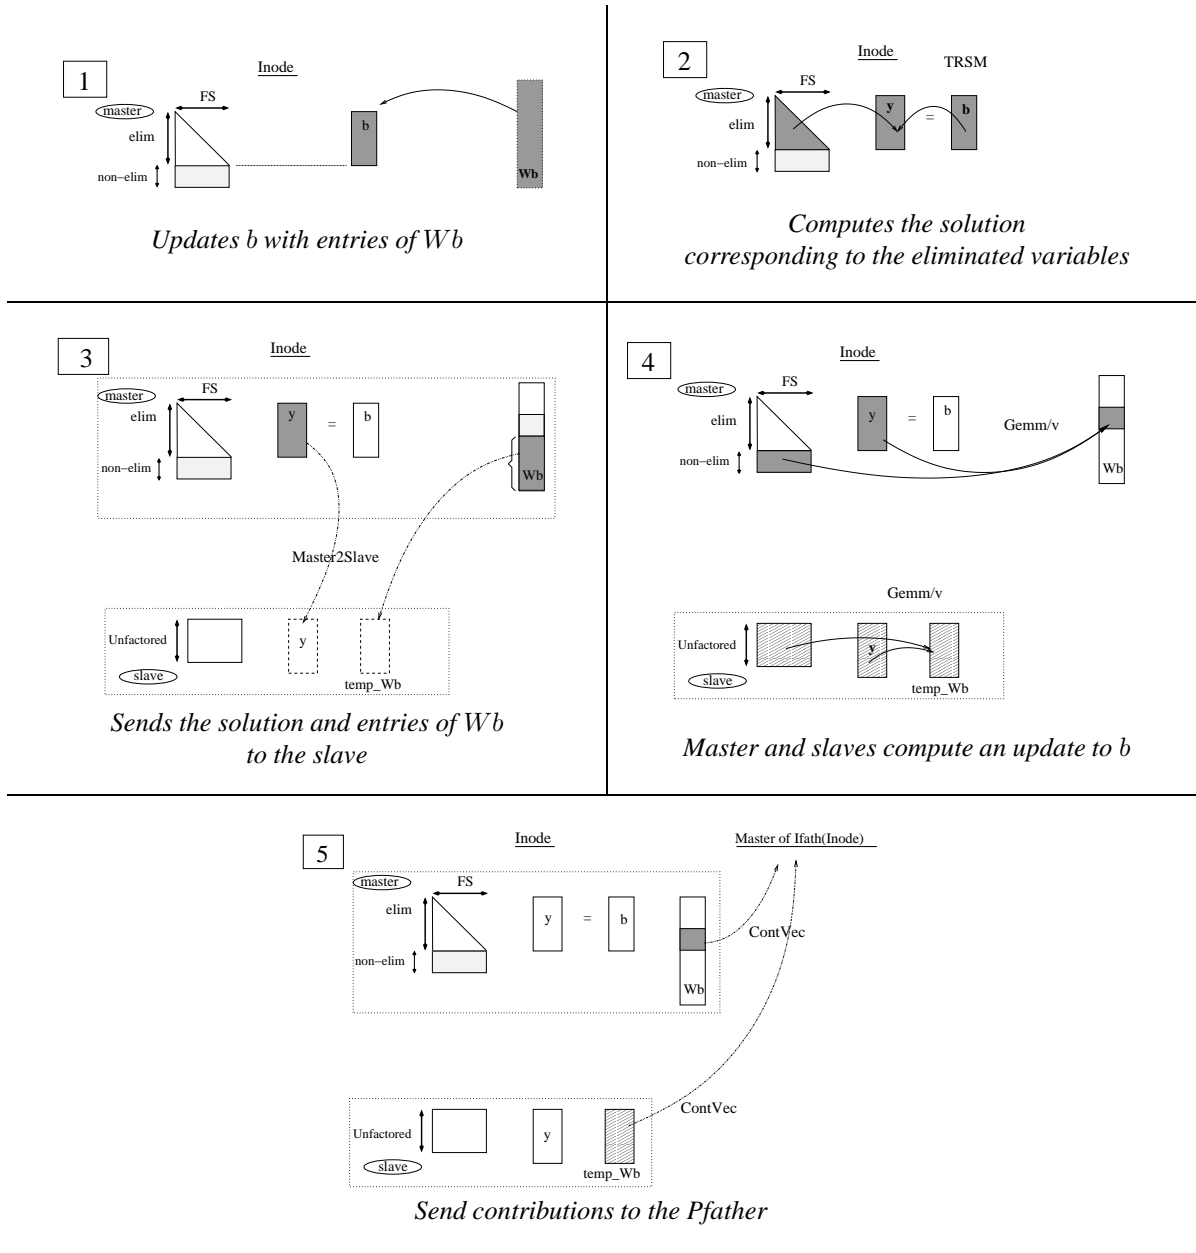 1
Inode
master
FS
elim
non−elim
b
Wb
Updates b with entries of Wb
2
Inode
TRSM
master
FS
elim
non−elim
y
=
b
Computes the solution
corresponding to the eliminated variables
3
Inode
master
FS
elim
non−elim
y
=
b
Wb
Master2Slave
Unfactored
slave
y
temp_Wb
Sends the solution and entries of Wb
to the slave
4
Inode
master
FS
elim
non−elim
y
=
b
Gemm/v
Wb
Gemm/v
Unfactored
slave
y
temp_Wb
Master and slaves compute an update to b
5
Inode
Master of Ifath(Inode)
master
FS
elim
non−elim
y
=
b
Wb
ContVec
ContVec
Unfactored
slave
y
temp_Wb
Send contributions to the Pfather